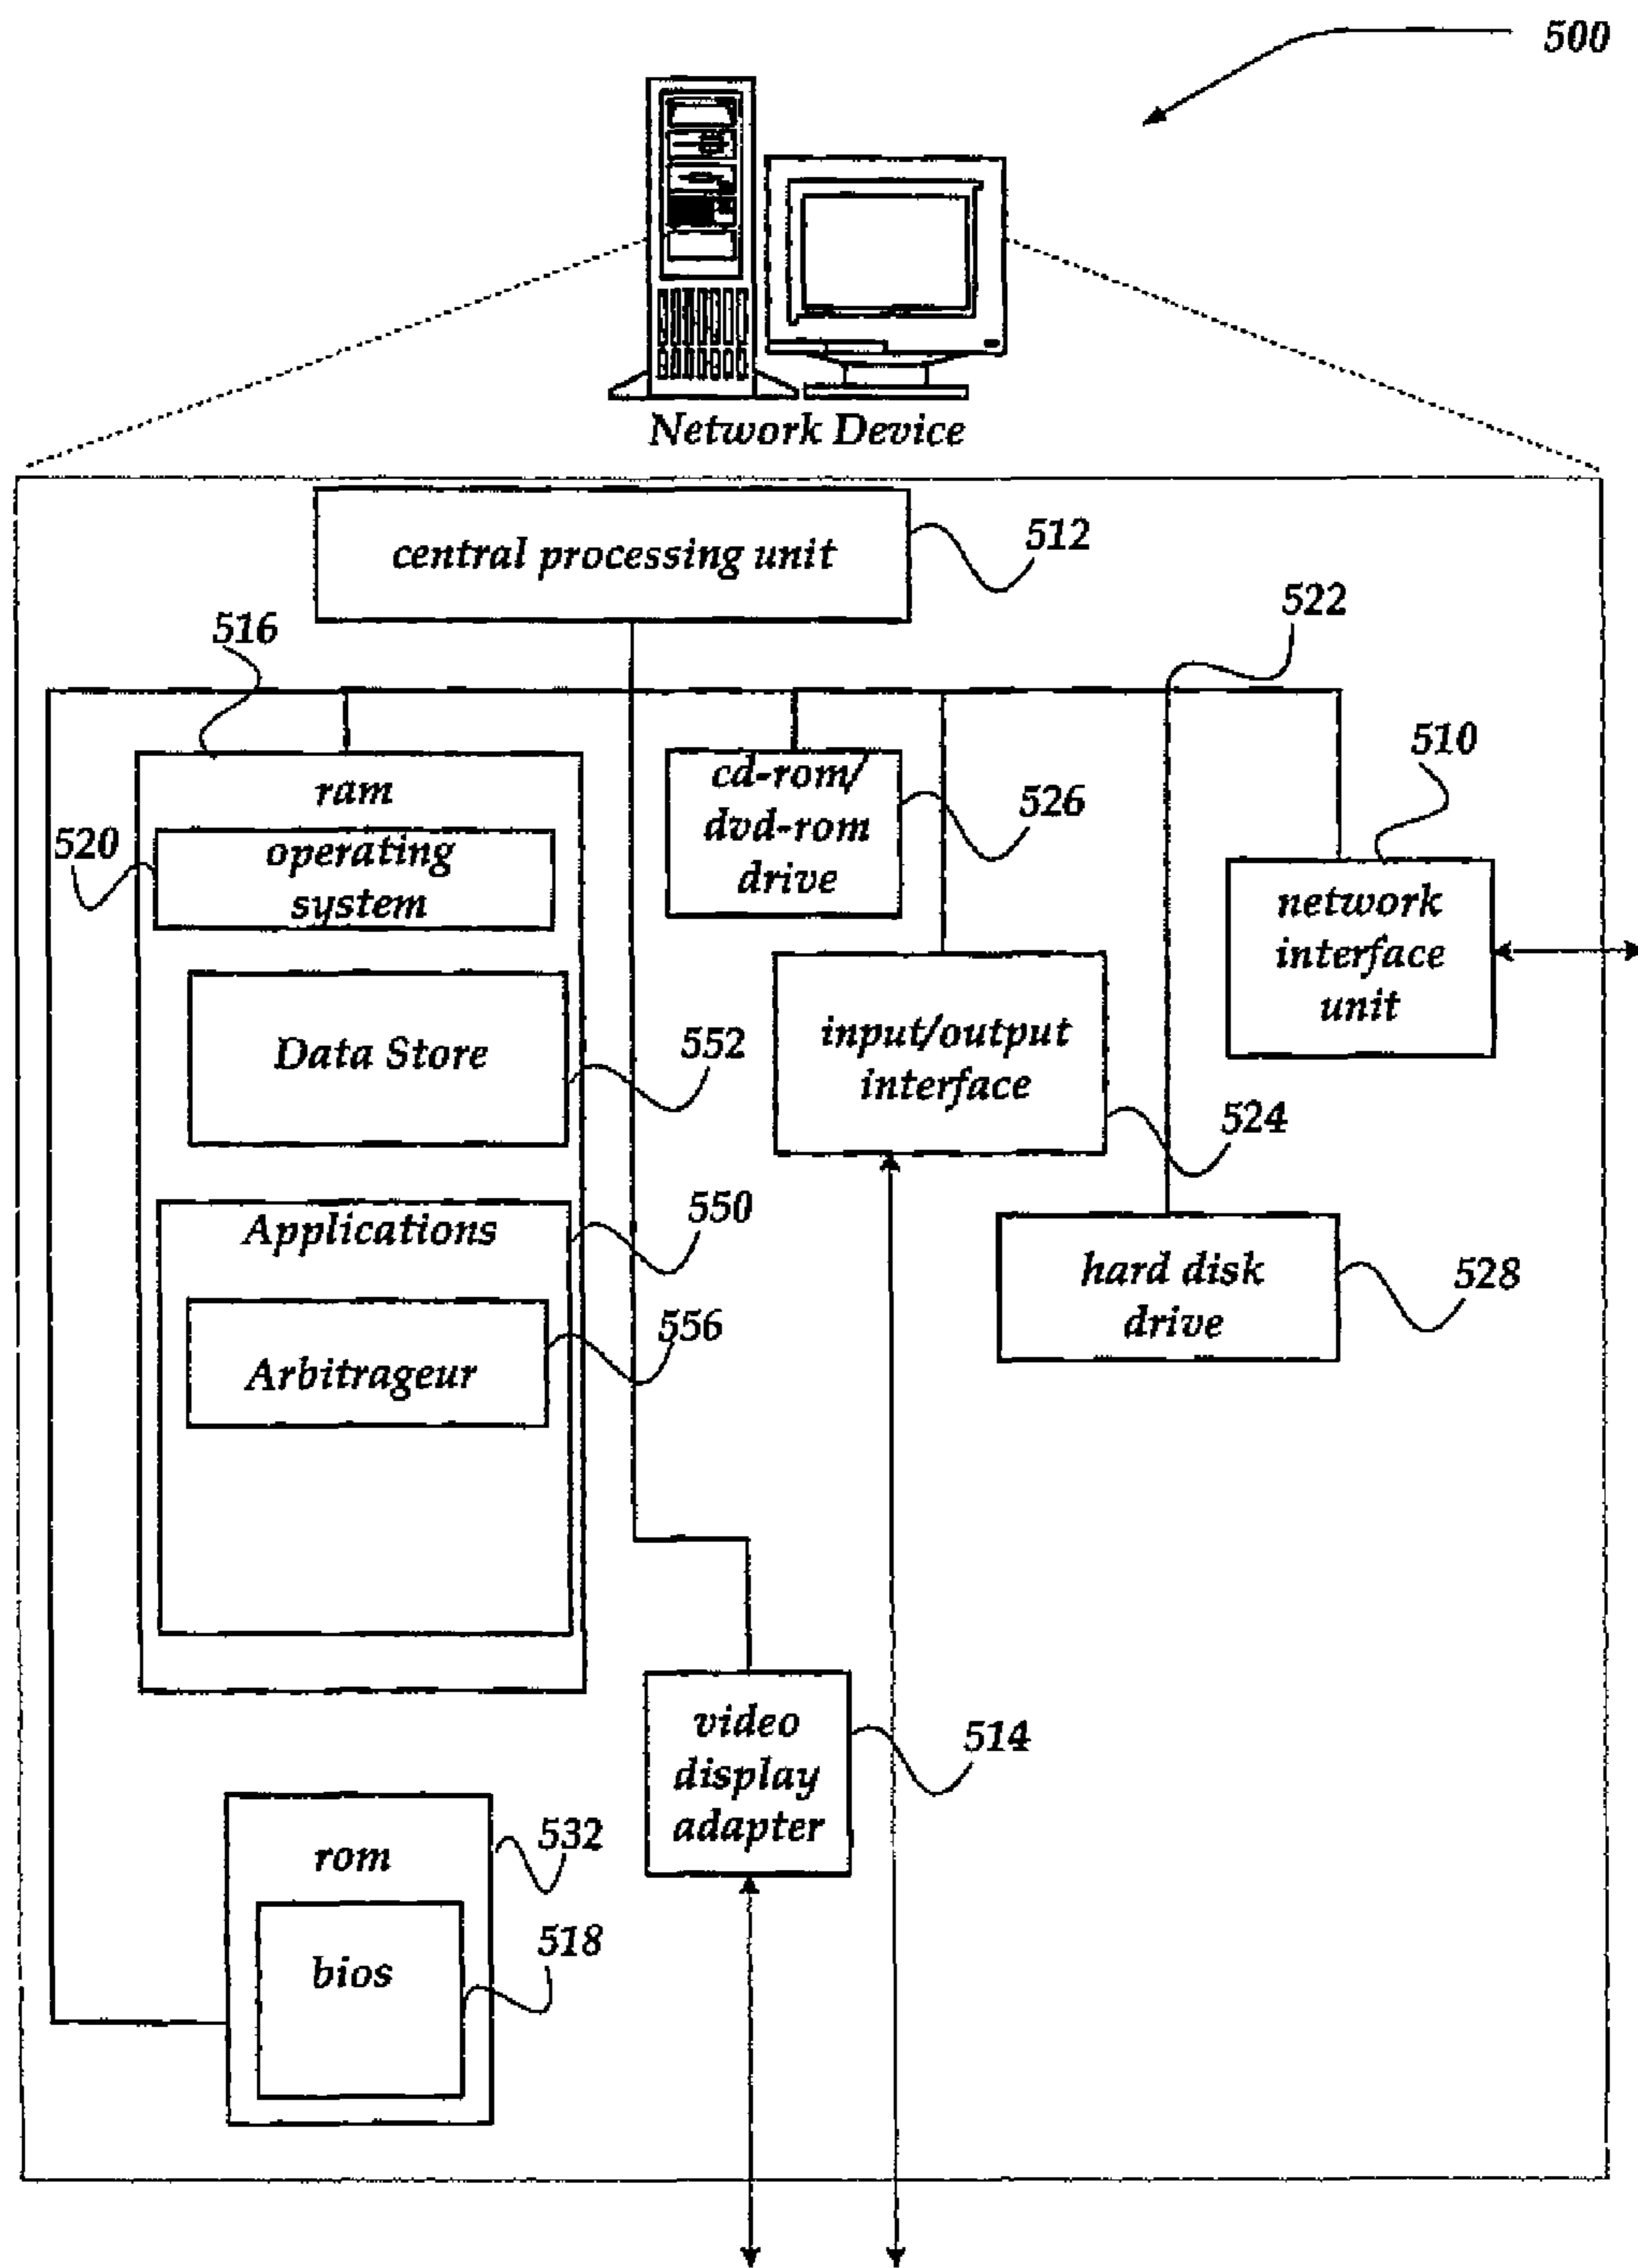 500
Network Device
central processing unit
512
522
516
510
ram
cd-rom/
dvd-rom
drive
526
520
operating
system
network
interface
unit
Data Store
552
input/output
interface
524
Applications
550
hard disk
drive
528
Arbitrageur
556
video
display
adapter
514
rom
532
bios
518